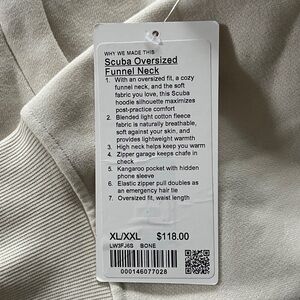 WHY WE MADE THIS
Scuba Oversized
Funnel Neck
1. With an oversized fit, a cozy
funnel neck, and the soft
fabric you love, this Scuba
hoodie silhouette maximizes
post-practice comfort
2. Blended light cotton fleece
fabric is naturally breathable,
soft against your skin, and
provides lightweight warmth
3. High neck helps keep you warm
4. Zipper garage keeps chafe in
check
5. Kangaroo pocket with hidden
phone sleeve
6. Elastic zipper pull doubles as
an emergency hair tie
7. Oversized fit, waist length
XL/XXL $118.00
LW3FJ6S BONE
000146077028